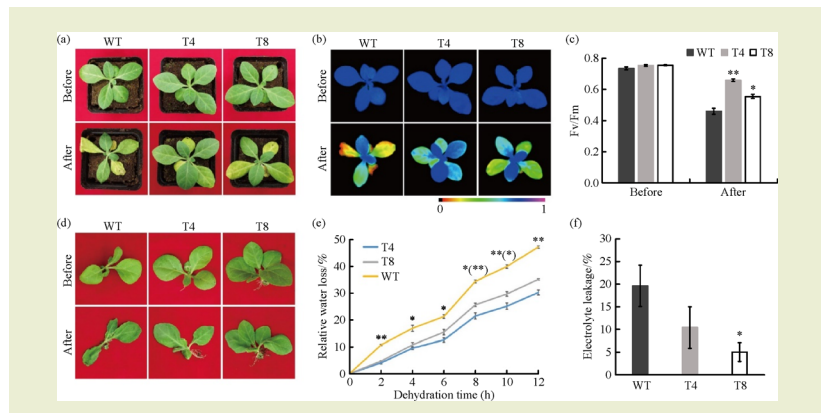 (a)
WT
T4
T8
Before
After
(b)
WT
T4
T8
Before
After
0
1
(c)
WT
T4
T8
0.8
0.6
0.4
0.2
0.0
Fv/Fm
**
*
Before
After
(d)
WT
T4
T8
Before
After
(e)
T4
T8
WT
50
40
30
20
10
0
Relative water loss/%
**
*
*
*(**)
**(*)
**
0
2
4
6
8
10
12
Dehydration time (h)
(f)
30
25
20
15
10
5
0
Electrolyte leakage/%
*
WT
T4
T8